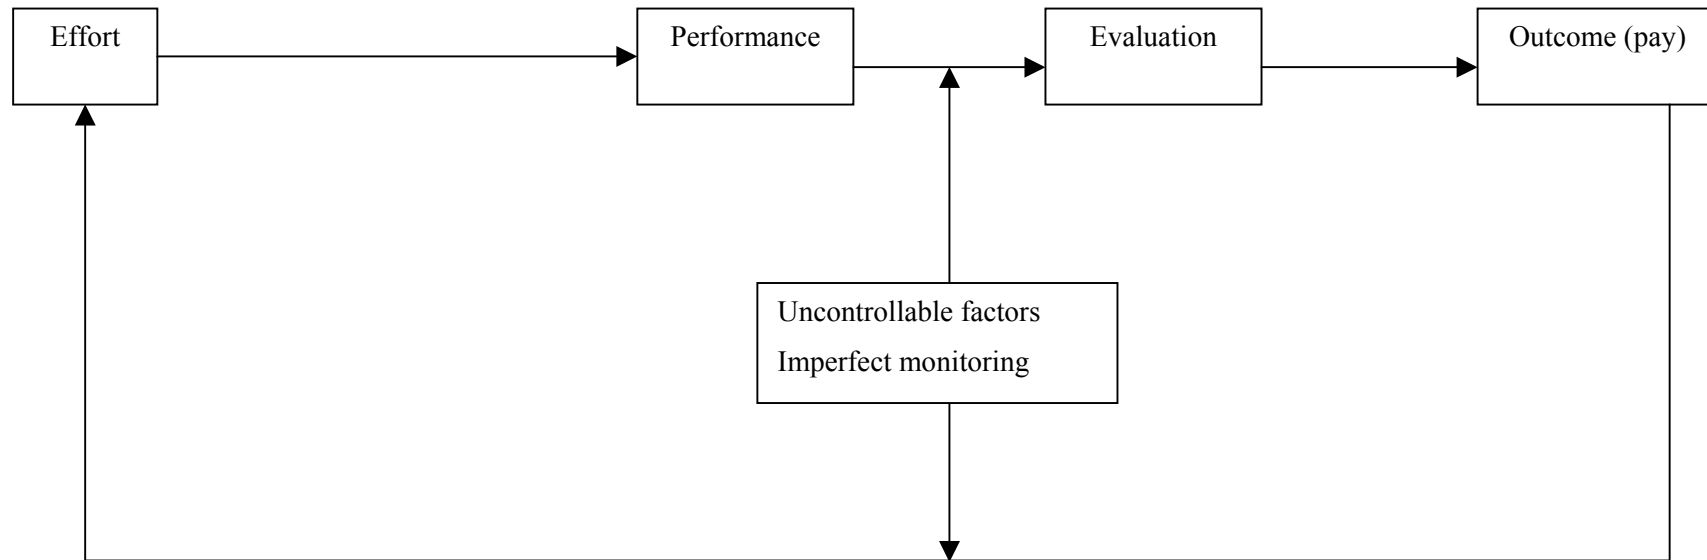 Effort
Performance
Evaluation
Outcome (pay)
Uncontrollable factors
Imperfect monitoring